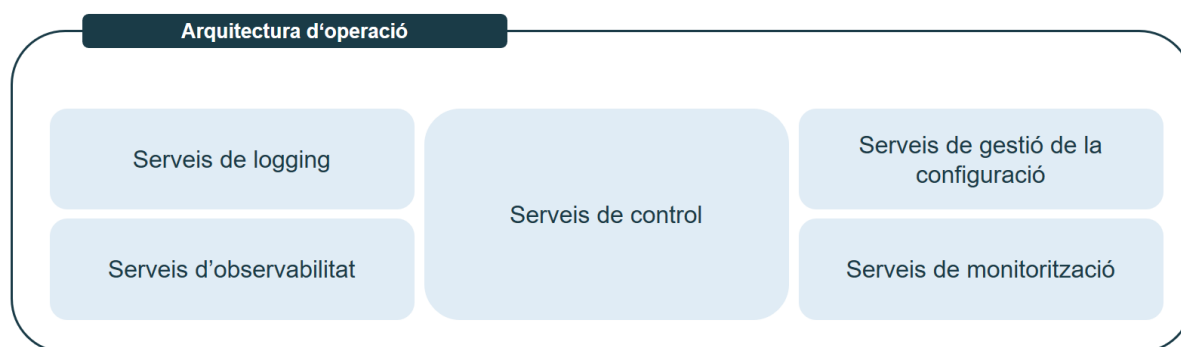 Arquitectura d‘operació
Serveis de logging
Serveis d’observabilitat
Serveis de control
Serveis de gestió de la
configuració
Serveis de monitorització